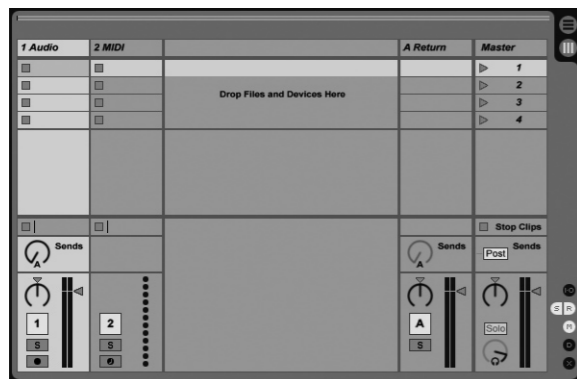 1 Audio 2 MIDI A Return Master
1
2
Drop Files and Devices Here
3
4
Stop Clips
Sends Sends Post Sends
A A
1 2 A Solo
S S S
S R
M